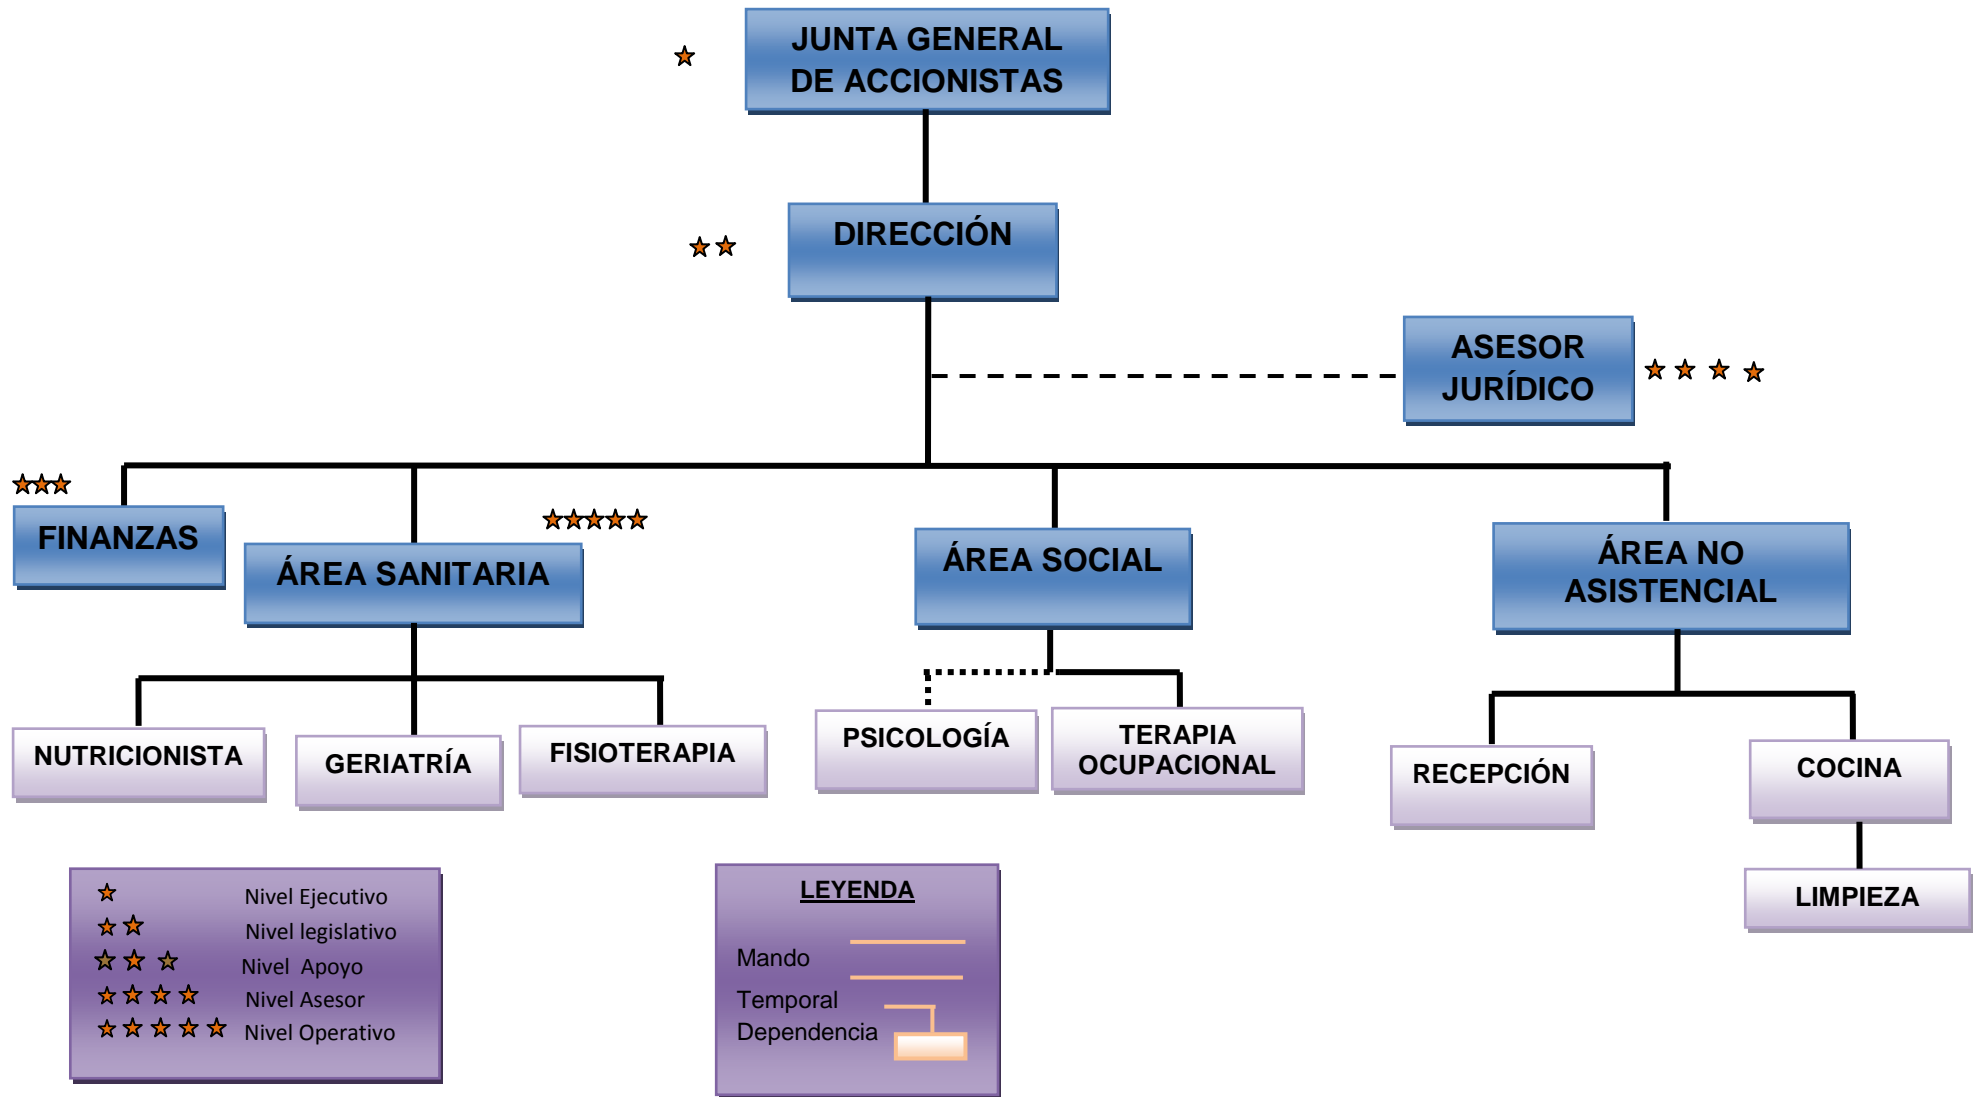 JUNTA GENERAL
DE ACCIONISTAS
DIRECCIÓN
ASESOR
JURÍDICO
FINANZAS
ÁREA SANITARIA
ÁREA SOCIAL
ÁREA NO
ASISTENCIAL
NUTRICIONISTA
GERIATRÍA
FISIOTERAPIA
PSICOLOGÍA
TERAPIA
OCUPACIONAL
RECEPCIÓN
COCINA
LIMPIEZA
Nivel Ejecutivo
Nivel legislativo
Nivel Apoyo
Nivel Asesor
Nivel Operativo
LEYENDA
Mando
Temporal
Dependencia